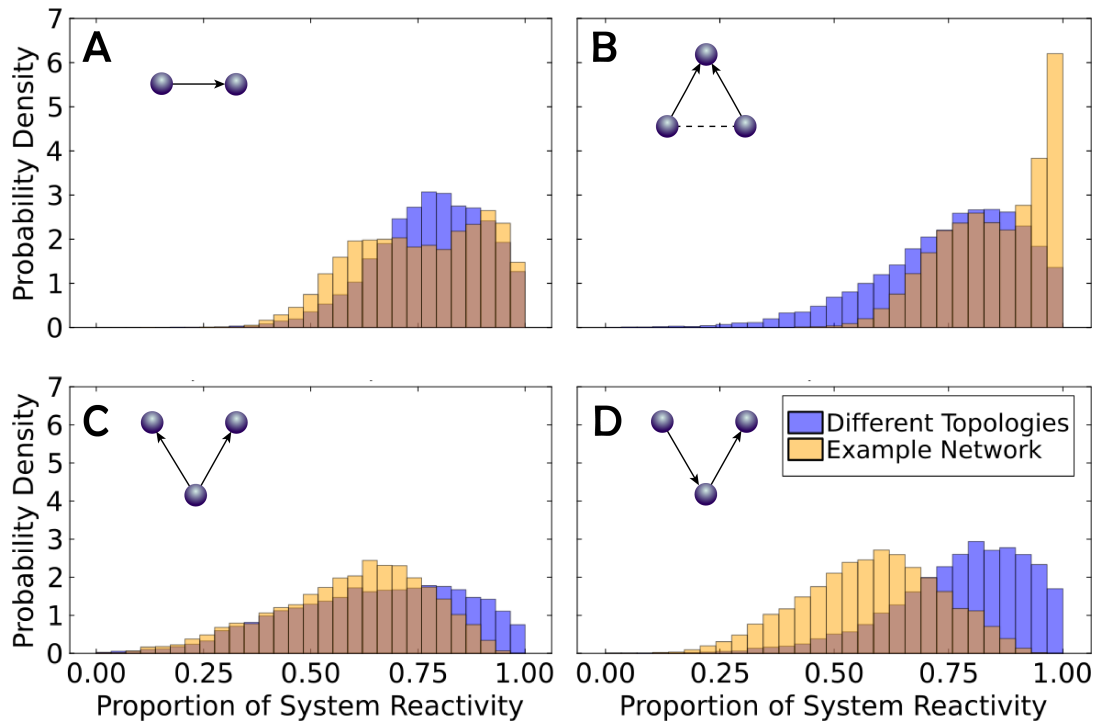 A
B
Probability Density
7
6
5
4
3
2
1
0
C
D
Different Topologies
Example Network
Probability Density
7
6
5
4
3
2
1
0
0.00 0.25 0.50 0.75 1.00
0.00 0.25 0.50 0.75 1.00
Proportion of System Reactivity
Proportion of System Reactivity